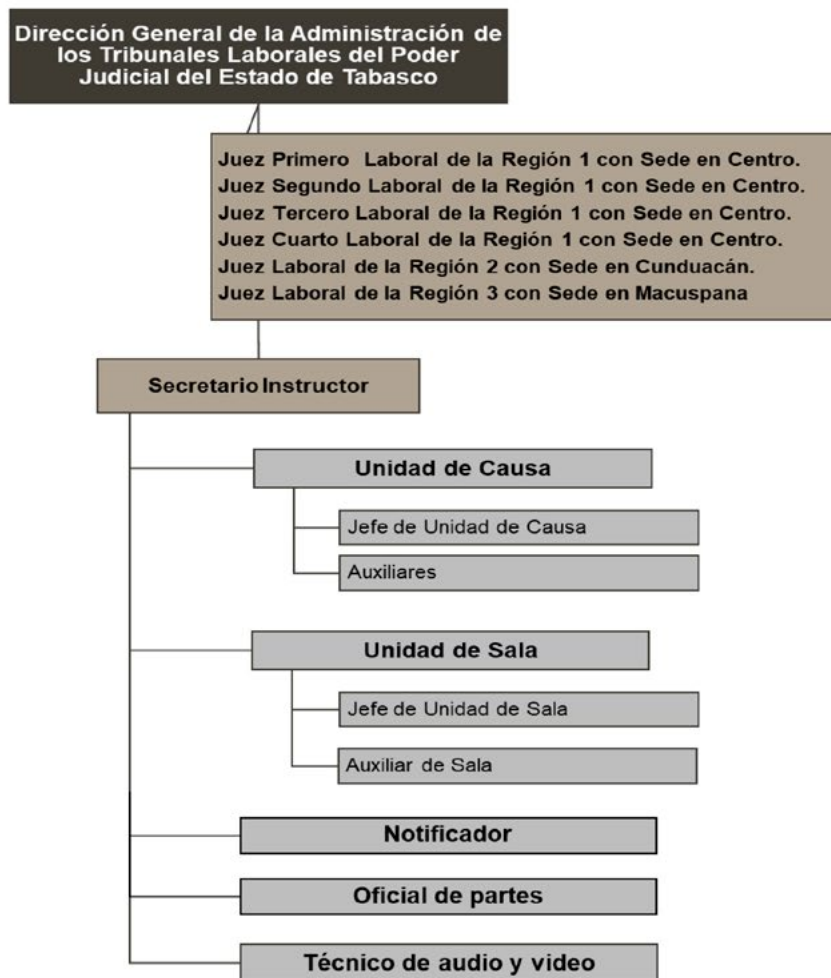 Dirección General de la Administración de
los Tribunales Laborales del Poder
Judicial del Estado de Tabasco
Juez Primero Laboral de la Región 1 con Sede en Centro.
Juez Segundo Laboral de la Región 1 con Sede en Centro.
Juez Tercero Laboral de la Región 1 con Sede en Centro.
Juez Cuarto Laboral de la Región 1 con Sede en Centro.
Juez Laboral de la Región 2 con Sede en Cunduacán.
Juez Laboral de la Región 3 con Sede en Macuspana
Secretario Instructor
Unidad de Causa
Jefe de Unidad de Causa
Auxiliares
Unidad de Sala
Jefe de Unidad de Sala
Auxiliar de Sala
Notificador
Oficial de partes
Técnico de audio y video